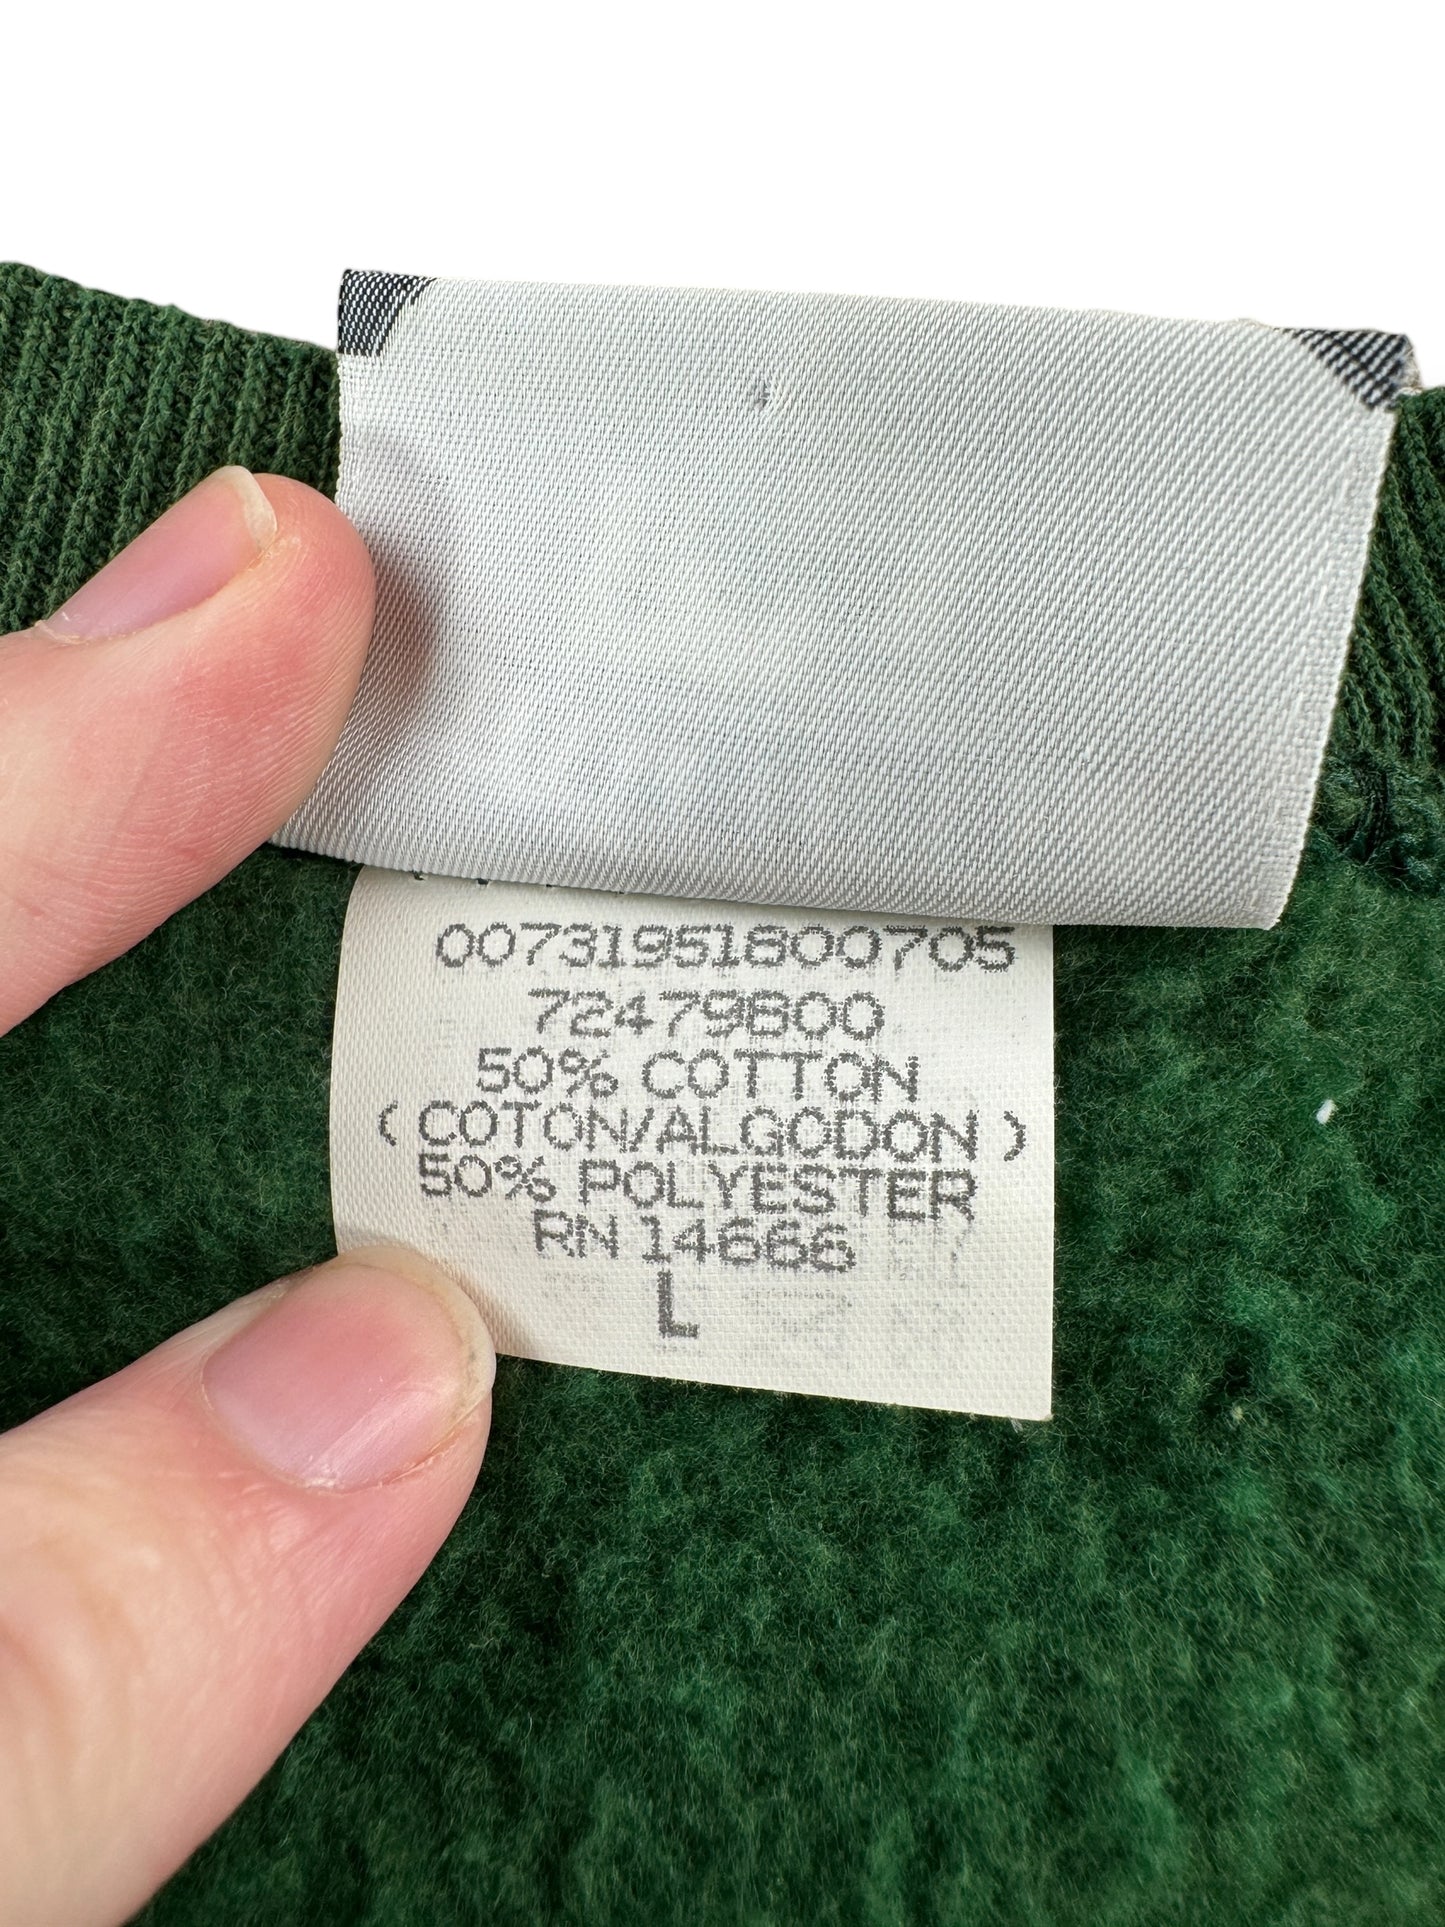 00731951800705
72479800
50% COTTON
(COTON/ALGODON)
50% POLYESTER
RN 14666
L